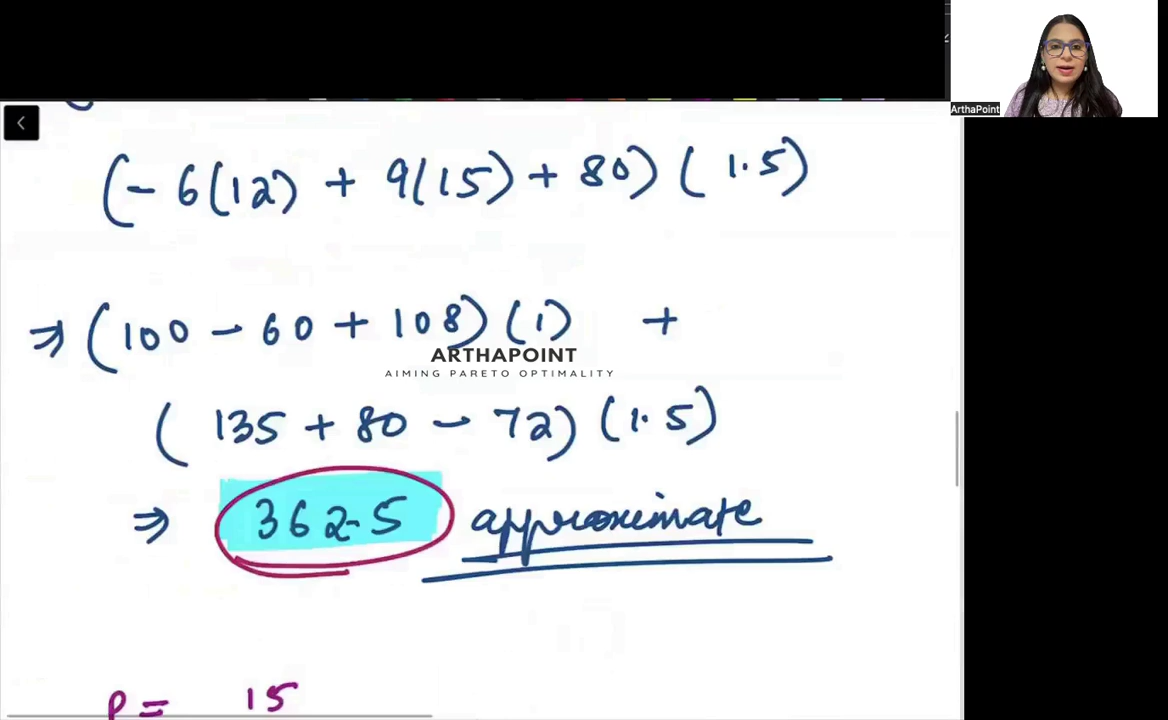 ArthaPoint
(- 6(12) + 9(15) + 80) (1.5)
⇒ (100 - 60 + 108) (1) +
ARTHAPOINT
AIMING PARETO OPTIMALITY
(135 + 80 - 72) (1.5)
⇒ 362.5 approximate
P = 15